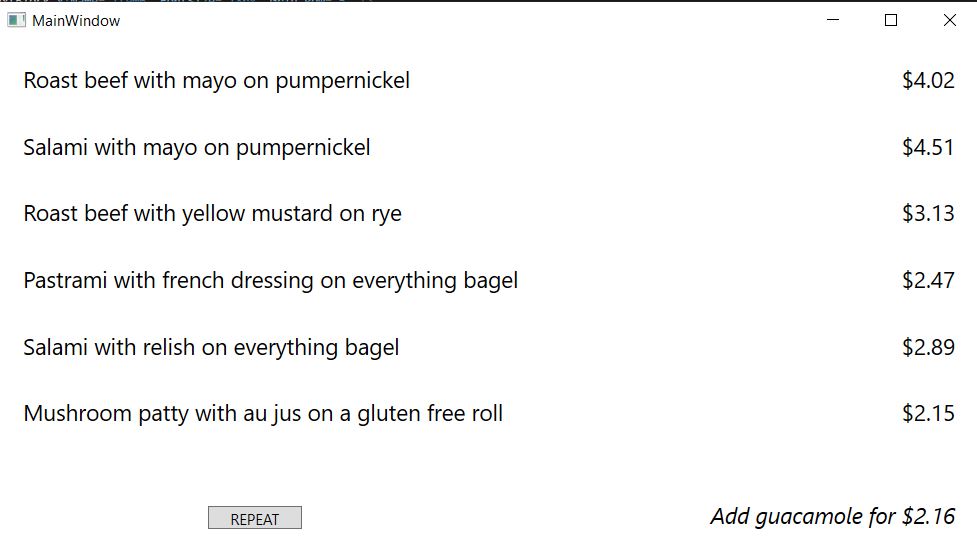 MainWindow
Roast beef with mayo on pumpernickel $4.02
Salami with mayo on pumpernickel $4.51
Roast beef with yellow mustard on rye $3.13
Pastrami with french dressing on everything bagel $2.47
Salami with relish on everything bagel $2.89
Mushroom patty with au jus on a gluten free roll $2.15
REPEAT Add guacamole for $2.16